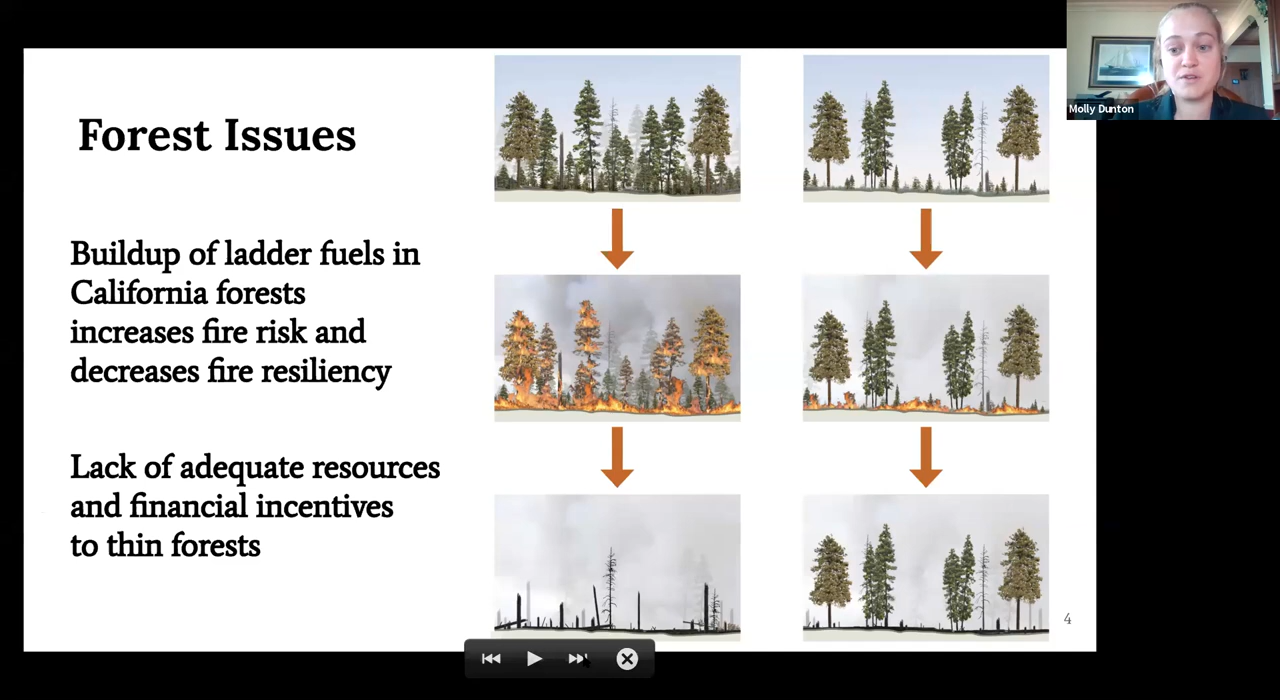 Forest Issues
Buildup of ladder fuels in
California forests
increases fire risk and
decreases fire resiliency
Lack of adequate resources
and financial incentives
to thin forests
4
Molly Dunton